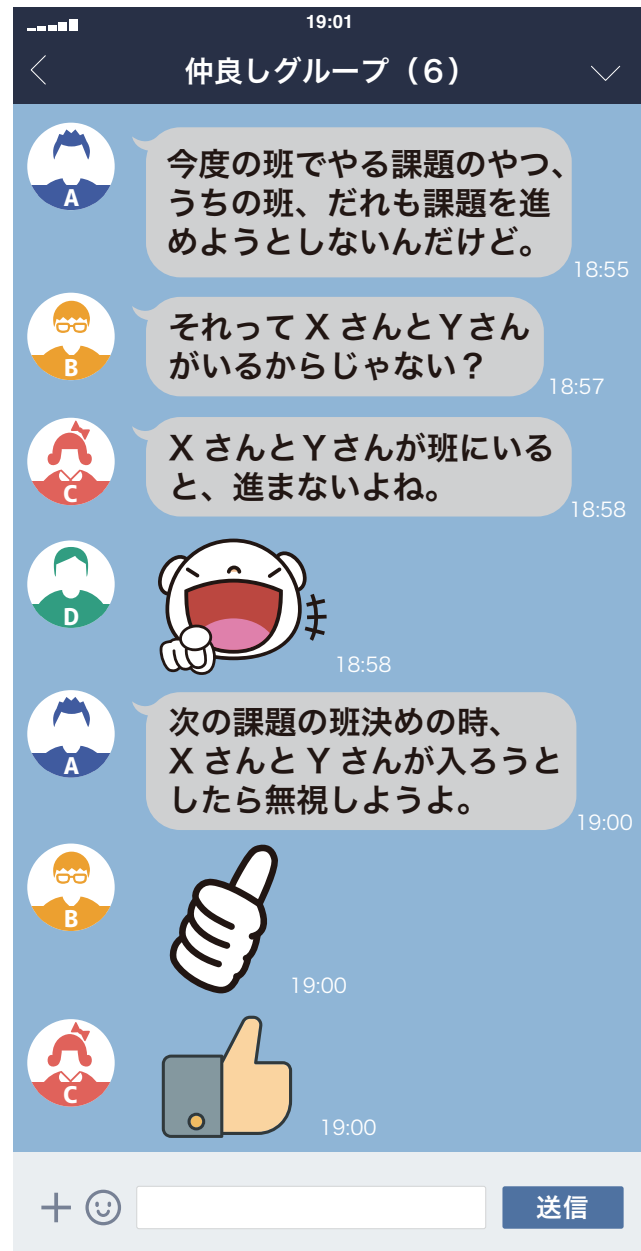 19:01
仲良しグループ（6）
A
今度の班でやる課題のやつ、
うちの班、だれも課題を進
めようとしないんだけど。
18:55
B
それって X さんとYさん
がいるからじゃない？
18:57
C
X さんとYさんが班にいる
と、進まないよね。
18:58
D
18:58
A
次の課題の班決めの時、
X さんと Y さんが入ろうと
したら無視しようよ。
19:00
B
19:00
C
19:00
送信